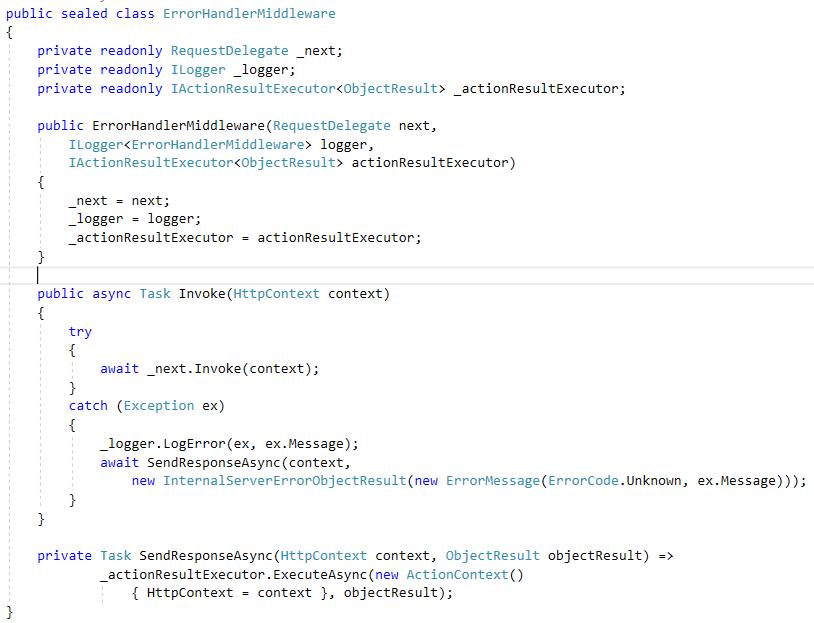 public sealed class ErrorHandlerMiddleware
{
    private readonly RequestDelegate _next;
    private readonly ILogger _logger;
    private readonly IActionResultExecutor<ObjectResult> _actionResultExecutor;

    public ErrorHandlerMiddleware(RequestDelegate next,
        ILogger<ErrorHandlerMiddleware> logger,
        IActionResultExecutor<ObjectResult> actionResultExecutor)
    {
        _next = next;
        _logger = logger;
        _actionResultExecutor = actionResultExecutor;
    }

    public async Task Invoke(HttpContext context)
    {
        try
        {
            await _next.Invoke(context);
        }
        catch (Exception ex)
        {
            _logger.LogError(ex, ex.Message);
            await SendResponseAsync(context,
                new InternalServerErrorObjectResult(new ErrorMessage(ErrorCode.Unknown, ex.Message)));
        }
    }

    private Task SendResponseAsync(HttpContext context, ObjectResult objectResult) =>
            _actionResultExecutor.ExecuteAsync(new ActionContext()
                { HttpContext = context }, objectResult);
}